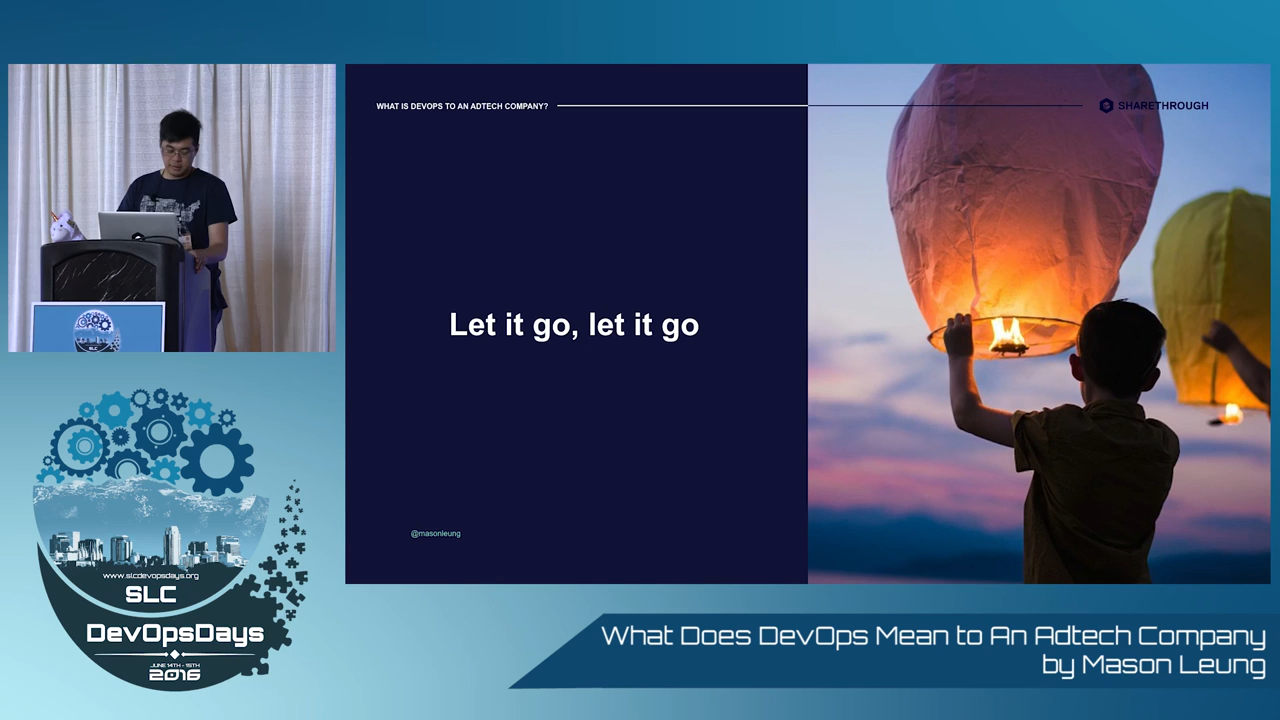 WHAT IS DEVOPS TO AN ADTECH COMPANY?
SHARETHROUGH
Let it go, let it go
@masonleung
www.slcdevopsdays.org
SLC
DevOpsDays
JUNE 14TH - 15TH
2016
SLC
What Does DevOps Mean to An Adtech Company
by Mason Leung